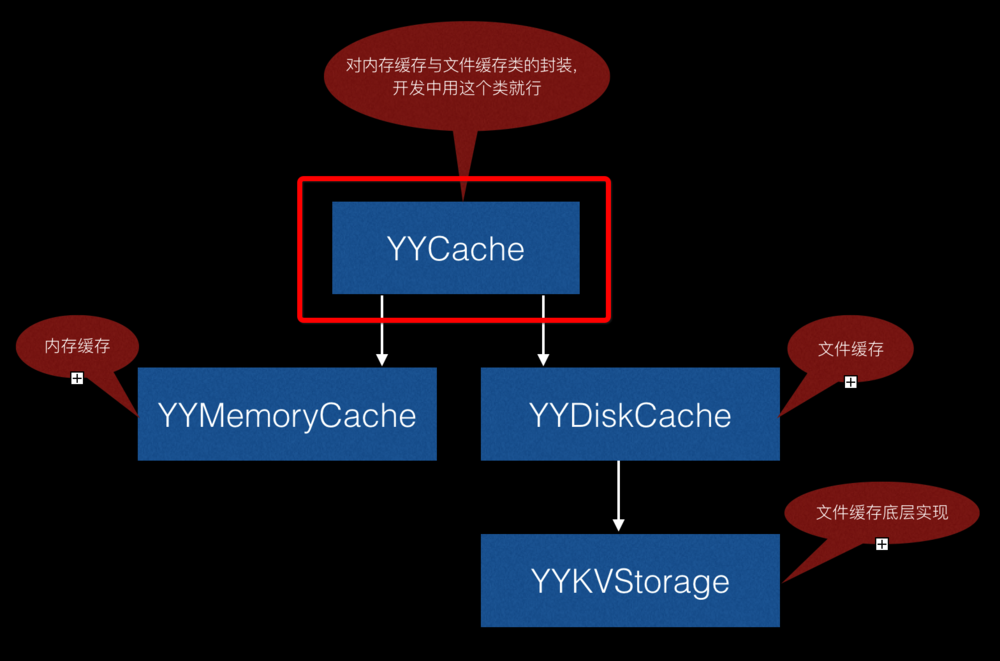 对内存缓存与文件缓存类的封装，
开发中用这个类就行
YYCache
内存缓存
文件缓存
YYMemoryCache
YYDiskCache
文件缓存底层实现
YYKVStorage